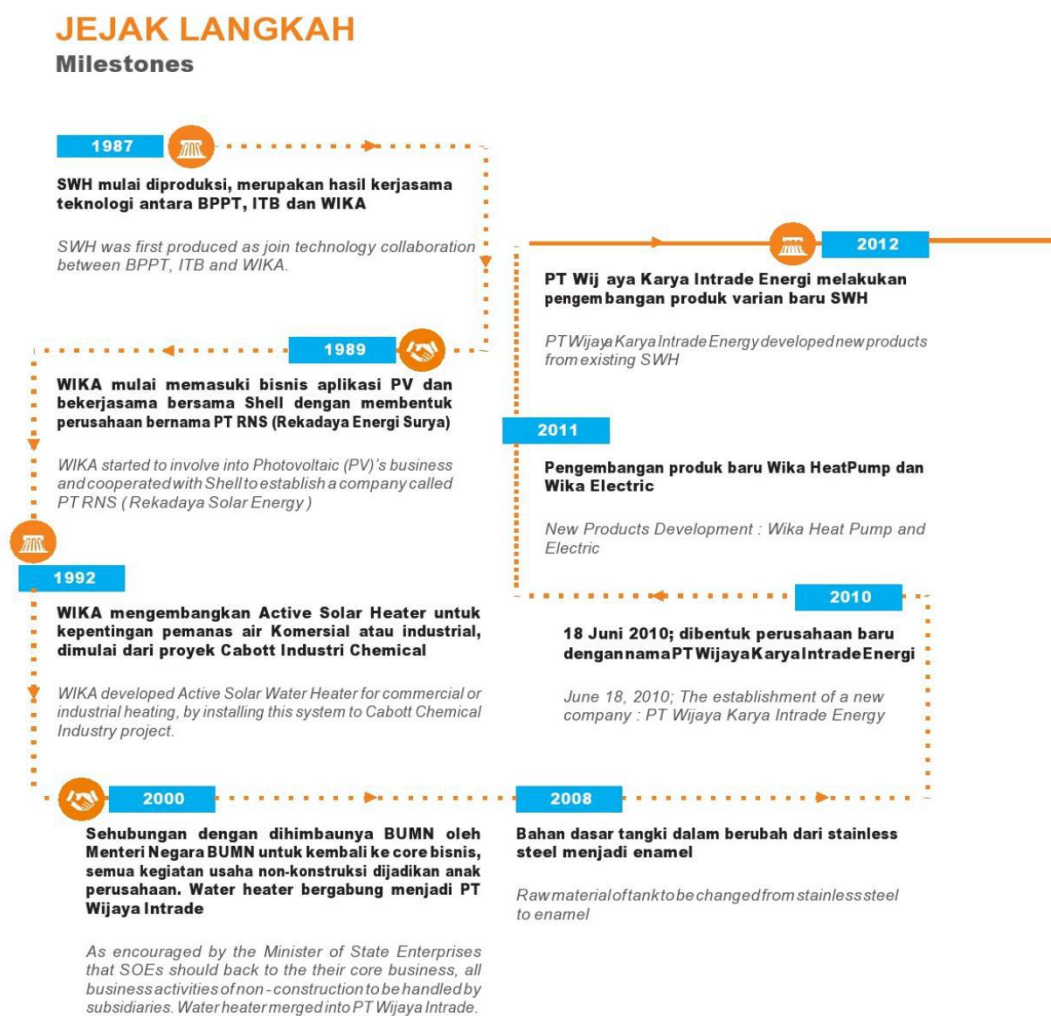 JEJAK LANGKAH
Milestones
1987
SWH mulai diproduksi, merupakan hasil kerjasama
teknologi antara BPPT, ITB dan WIKA
SWH was first produced as join technology collaboration
between BPPT, ITB and WIKA.
1989
WIKA mulai memasuki bisnis aplikasi PV dan
bekerjasama bersama Shell dengan membentuk
perusahaan bernama PT RNS (Rekadaya Energi Surya)
WIKA started to involve into Photovoltaic (PV)'s business
and cooperated with Shell to establish a company called
PT RNS ( Rekadaya Solar Energy )
1992
WIKA mengembangkan Active Solar Heater untuk
kepentingan pemanas air Komersial atau industrial,
dimulai dari proyek Cabott Industri Chemical
WIKA developed Active Solar Water Heater for commercial or
industrial heating, by installing this system to Cabott Chemical
Industry project.
2000
Sehubungan dengan dihimbaunya BUMN oleh
Menteri Negara BUMN untuk kembali ke core bisnis,
semua kegiatan usaha non-konstruksi dijadikan anak
perusahaan. Water heater bergabung menjadi PT
Wijaya Intrade
As encouraged by the Minister of State Enterprises
that SOEs should back to the their core business, all
business activities of non - construction to be handled by
subsidiaries. Water heater merged into PT Wijaya Intrade.
2008
Bahan dasar tangki dalam berubah dari stainless
steel menjadi enamel
Raw material of tank to be changed from stainless steel
to enamel
2010
18 Juni 2010; dibentuk perusahaan baru
dengan nama PT Wijaya Karya Intrade Energi
June 18, 2010; The establishment of a new
company : PT Wijaya Karya Intrade Energy
2011
Pengembangan produk baru Wika HeatPump dan
Wika Electric
New Products Development : Wika Heat Pump and
Electric
2012
PT Wij aya Karya Intrade Energi melakukan
pengembangan produk varian baru SWH
PT Wijaya Karya Intrade Energy developed new products
from existing SWH